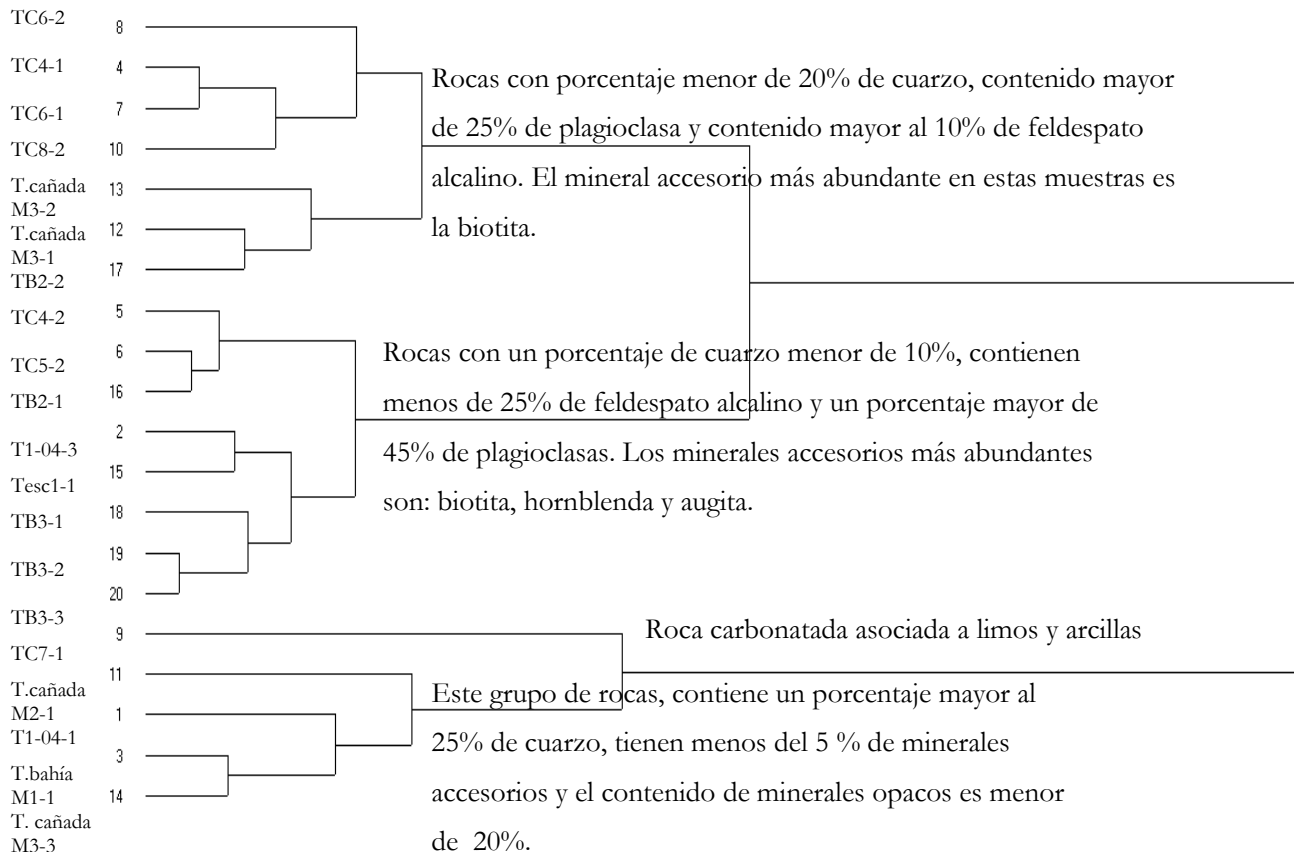 TC6-2 8
TC4-1 4
TC6-1 7
TC8-2 10
T.cañada 13
M3-2
T.cañada 12
M3-1
TB2-2 17
Rocas con porcentaje menor de 20% de cuarzo, contenido mayor
de 25% de plagioclasa y contenido mayor al 10% de feldespato
alcalino. El mineral accesorio más abundante en estas muestras es
la biotita.
TC4-2 5
TC5-2 6
TB2-1 16
T1-04-3 2
Tesc1-1 15
TB3-1 18
TB3-2 19
TB3-3 20
Rocas con un porcentaje de cuarzo menor de 10%, contienen
menos de 25% de feldespato alcalino y un porcentaje mayor de
45% de plagioclasas. Los minerales accesorios más abundantes
son: biotita, hornblenda y augita.
TC7-1 9
Roca carbonatada asociada a limos y arcillas
T.cañada 11
M2-1
T1-04-1 1
T.bahía 3
M1-1
T. cañada 14
M3-3
Este grupo de rocas, contiene un porcentaje mayor al
25% de cuarzo, tienen menos del 5 % de minerales
accesorios y el contenido de minerales opacos es menor
de 20%.